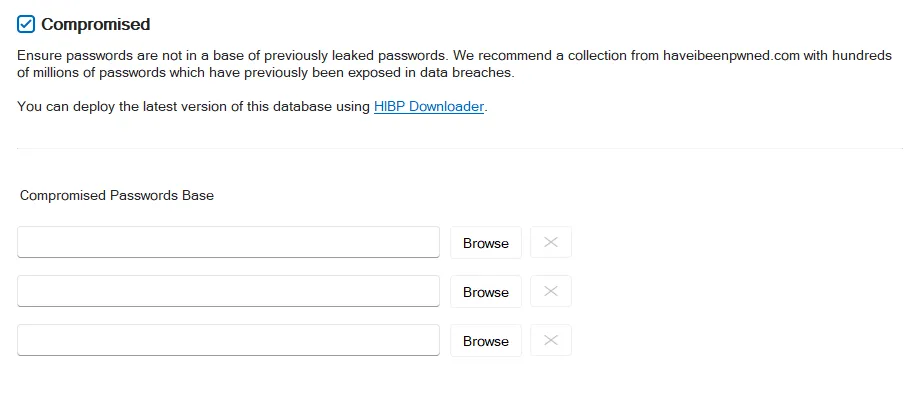 Compromised
Ensure passwords are not in a base of previously leaked passwords. We recommend a collection from haveibeenpwned.com with hundreds
of millions of passwords which have previously been exposed in data breaches.
You can deploy the latest version of this database using HIBP Downloader.
Compromised Passwords Base
Browse
Browse
Browse